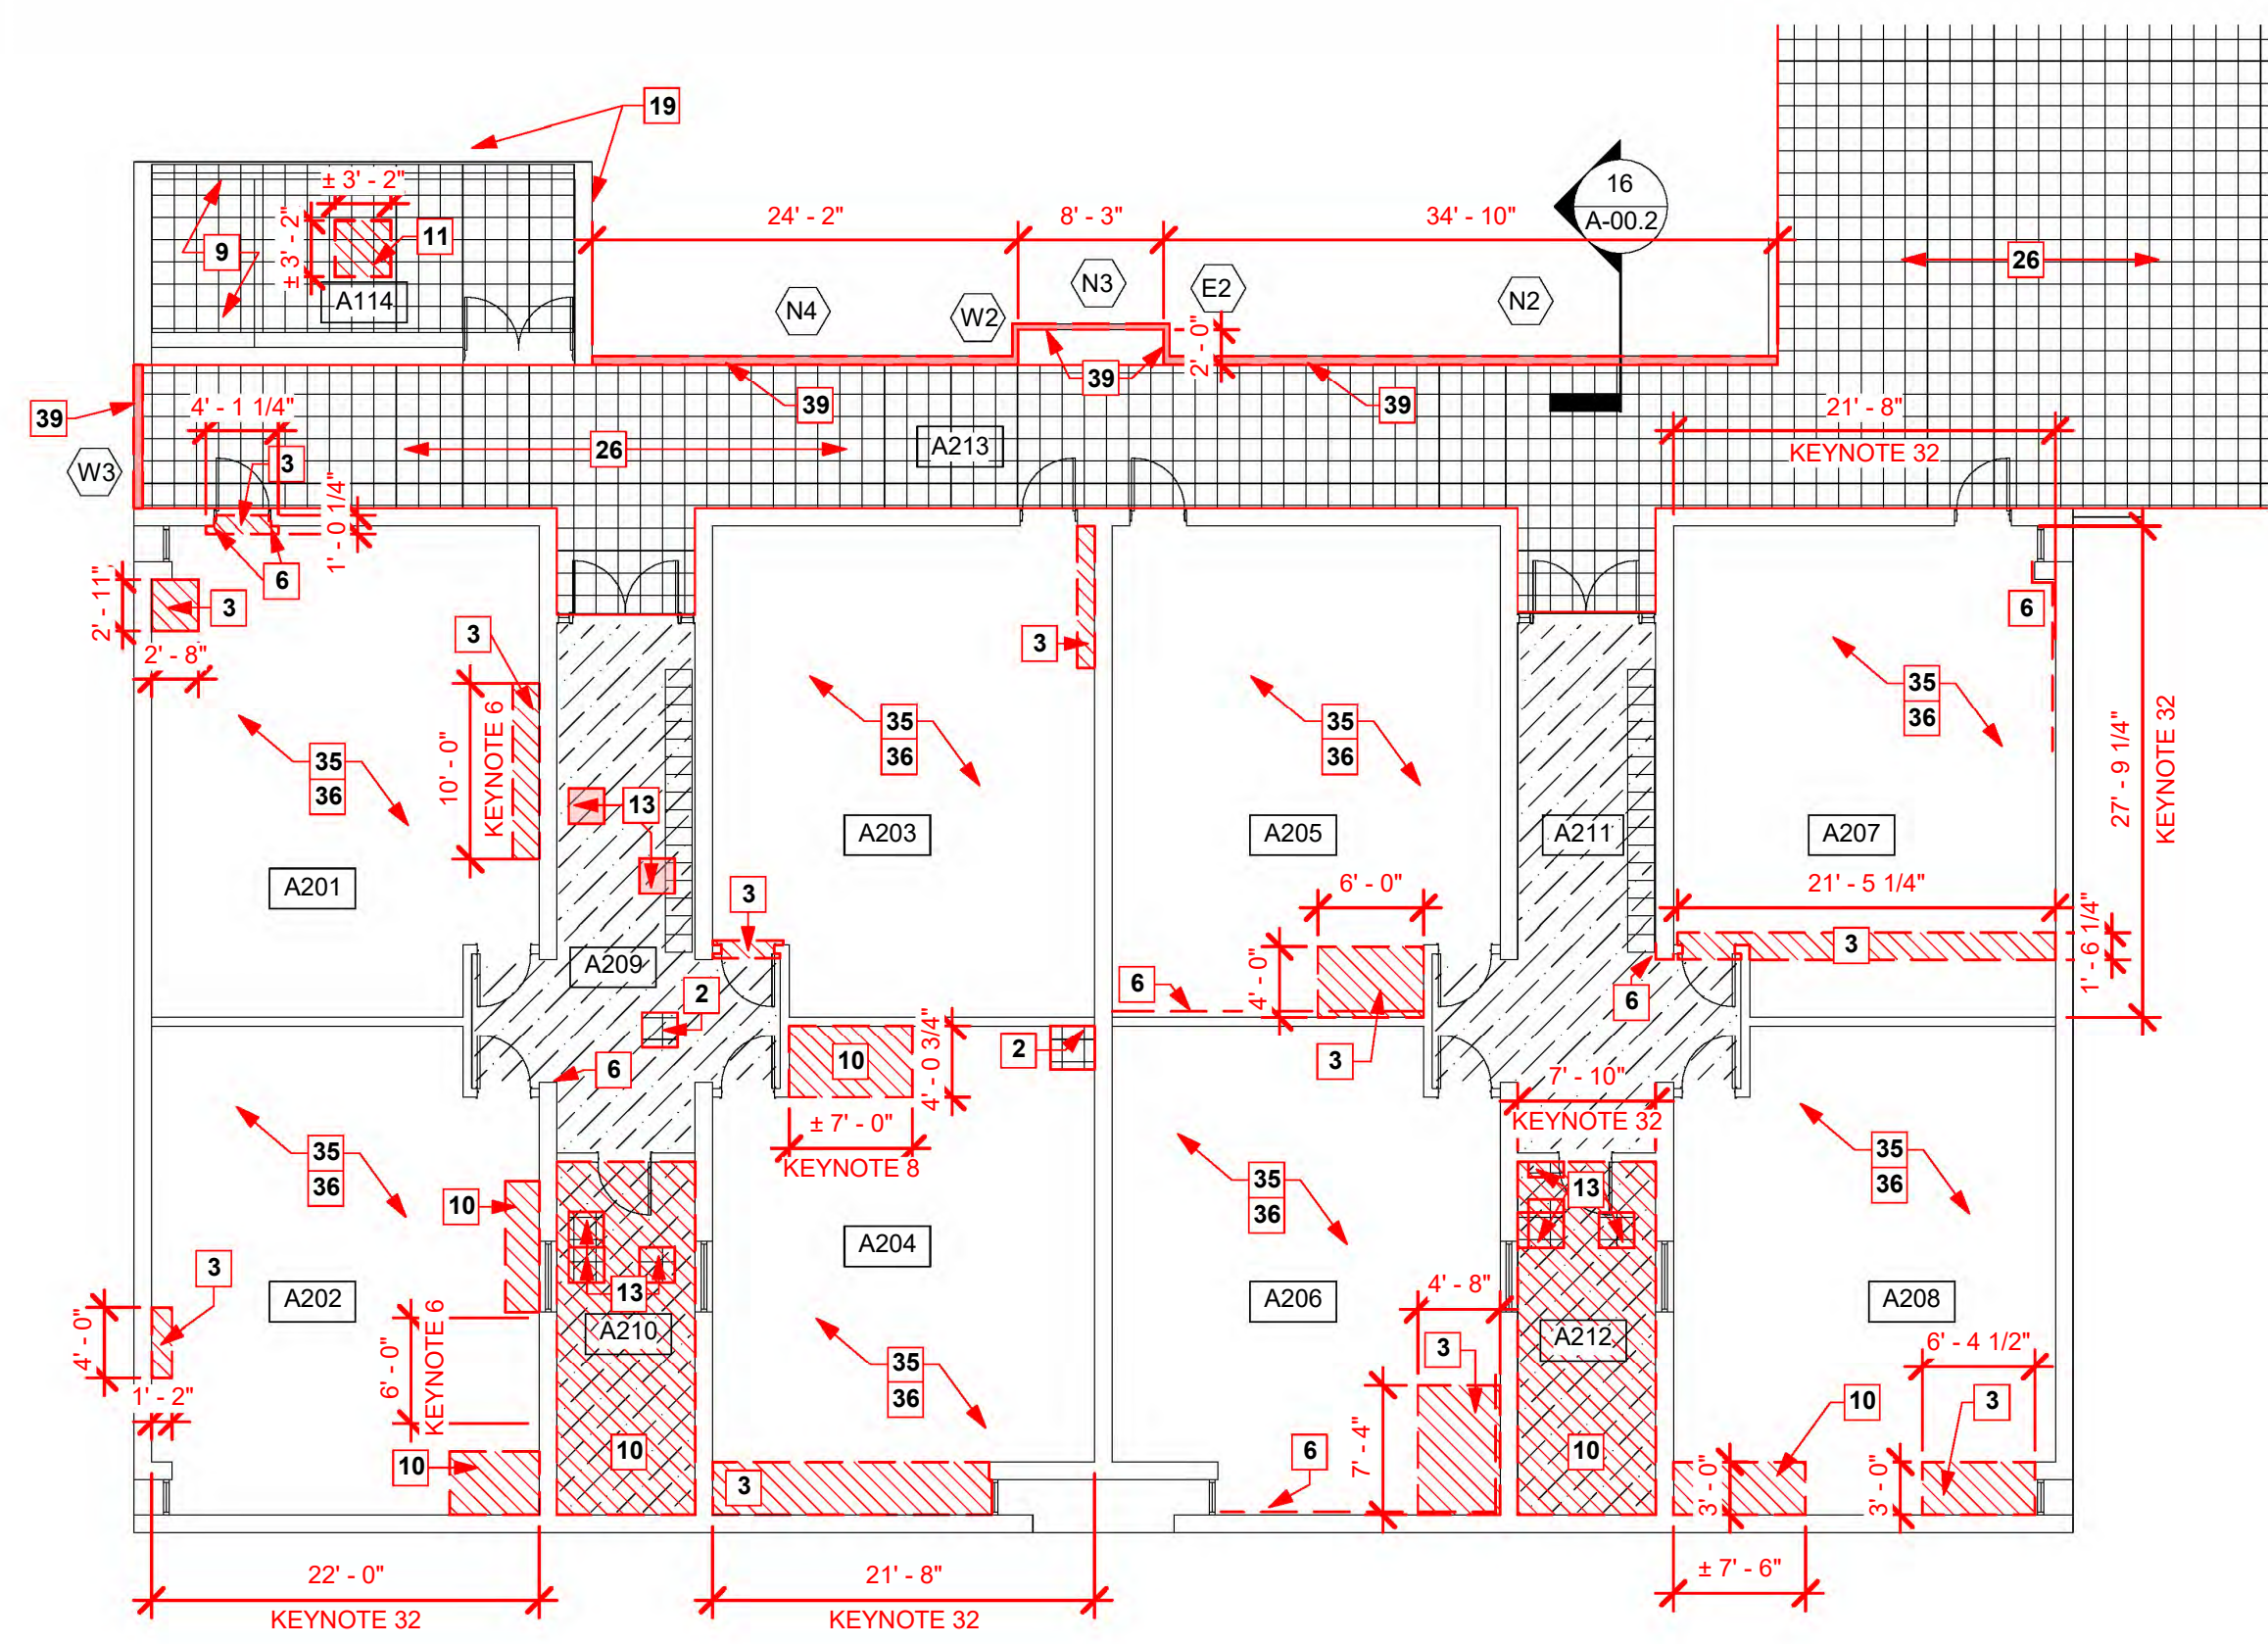 19
± 3' - 2"
± 3' - 2"
11
9
A114
24' - 2"
8' - 3"
34' - 10"
16
A-00.2
26
N4
W2
N3
E2
N2
2' - 0"
39
39
39
39
4' - 1 1/4"
3
W3
26
A213
21' - 8"
KEYNOTE 32
1' - 0 1/4"
6
2' - 11"
3
2' - 8"
3
3
6
10' - 0"
KEYNOTE 6
35
36
35
36
35
36
35
36
27' - 9 1/4"
KEYNOTE 32
13
A201
A203
A205
A211
A207
3
6' - 0"
21' - 5 1/4"
A209
2
4' - 0"
6
3
1' - 6 1/4"
6
6
10
4' - 0 3/4"
2
3
± 7' - 0"
KEYNOTE 8
7' - 10"
KEYNOTE 32
35
36
10
35
36
13
35
36
3
A202
A204
A206
A208
4' - 0"
1' - 2"
6' - 0"
KEYNOTE 6
13
A210
35
36
4' - 8"
3
A212
6' - 4 1/2"
10
3
10
10
3
6
7' - 4"
10
3' - 0"
3' - 0"
22' - 0"
KEYNOTE 32
21' - 8"
KEYNOTE 32
± 7' - 6"